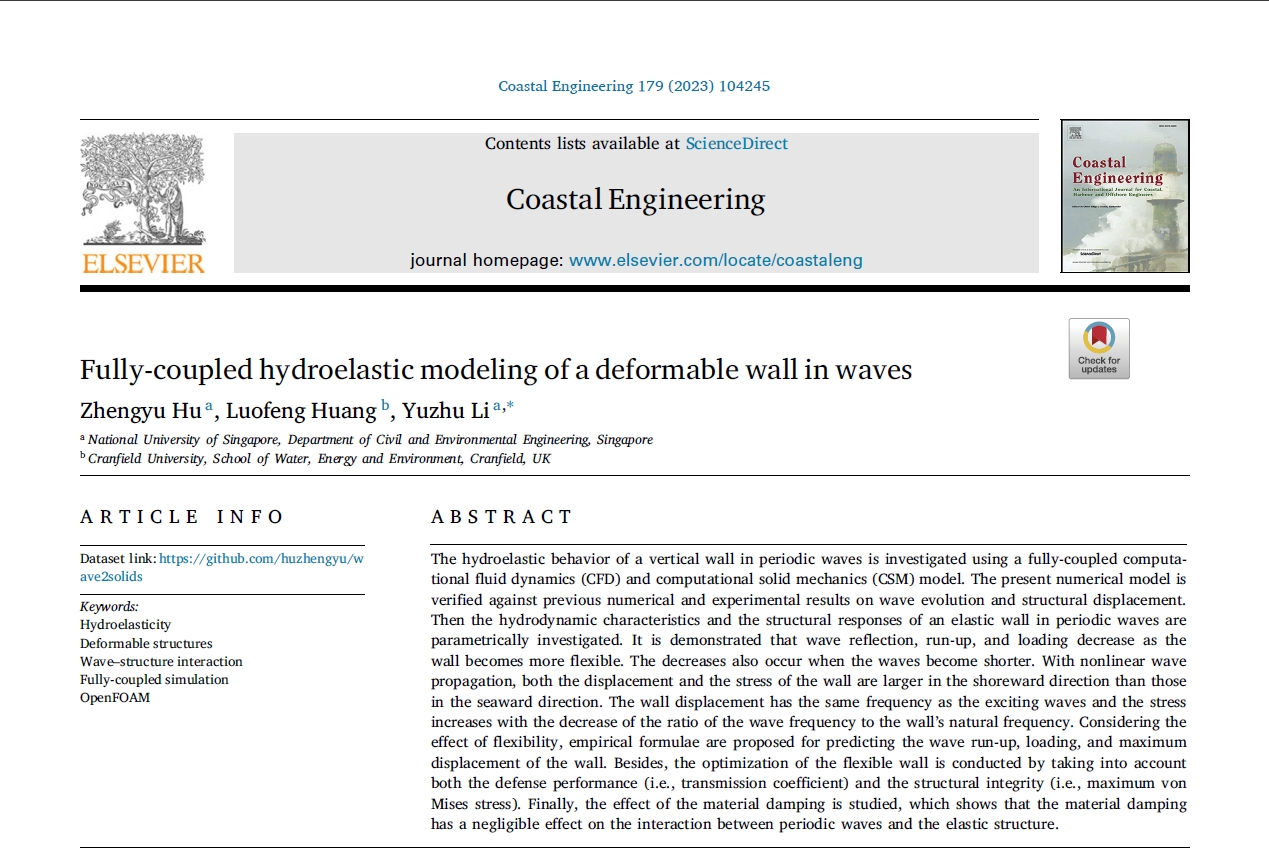 Coastal Engineering 179 (2023) 104245
Contents lists available at ScienceDirect
Coastal Engineering
journal homepage: www.elsevier.com/locate/coastaleng
ELSEVIER
Coastal
Engineering
An International Journal for Coastal,
Harbour and Offshore Engineers
ScienceDirect
Check for
updates
Fully-coupled hydroelastic modeling of a deformable wall in waves
Zhengyu Hu a, Luofeng Huang b, Yuzhu Li a,*
a National University of Singapore, Department of Civil and Environmental Engineering, Singapore
b Cranfield University, School of Water, Energy and Environment, Cranfield, UK
ARTICLE INFO
Dataset link: https://github.com/huzhengyu/w
ave2solids
Keywords:
Hydroelasticity
Deformable structures
Wave–structure interaction
Fully-coupled simulation
OpenFOAM
ABSTRACT
The hydroelastic behavior of a vertical wall in periodic waves is investigated using a fully-coupled computa-
tional fluid dynamics (CFD) and computational solid mechanics (CSM) model. The present numerical model is
verified against previous numerical and experimental results on wave evolution and structural displacement.
Then the hydrodynamic characteristics and the structural responses of an elastic wall in periodic waves are
parametrically investigated. It is demonstrated that wave reflection, run-up, and loading decrease as the
wall becomes more flexible. The decreases also occur when the waves become shorter. With nonlinear wave
propagation, both the displacement and the stress of the wall are larger in the shoreward direction than those
in the seaward direction. The wall displacement has the same frequency as the exciting waves and the stress
increases with the decrease of the ratio of the wave frequency to the wall's natural frequency. Considering the
effect of flexibility, empirical formulae are proposed for predicting the wave run-up, loading, and maximum
displacement of the wall. Besides, the optimization of the flexible wall is conducted by taking into account
both the defense performance (i.e., transmission coefficient) and the structural integrity (i.e., maximum von
Mises stress). Finally, the effect of the material damping is studied, which shows that the material damping
has a negligible effect on the interaction between periodic waves and the elastic structure.